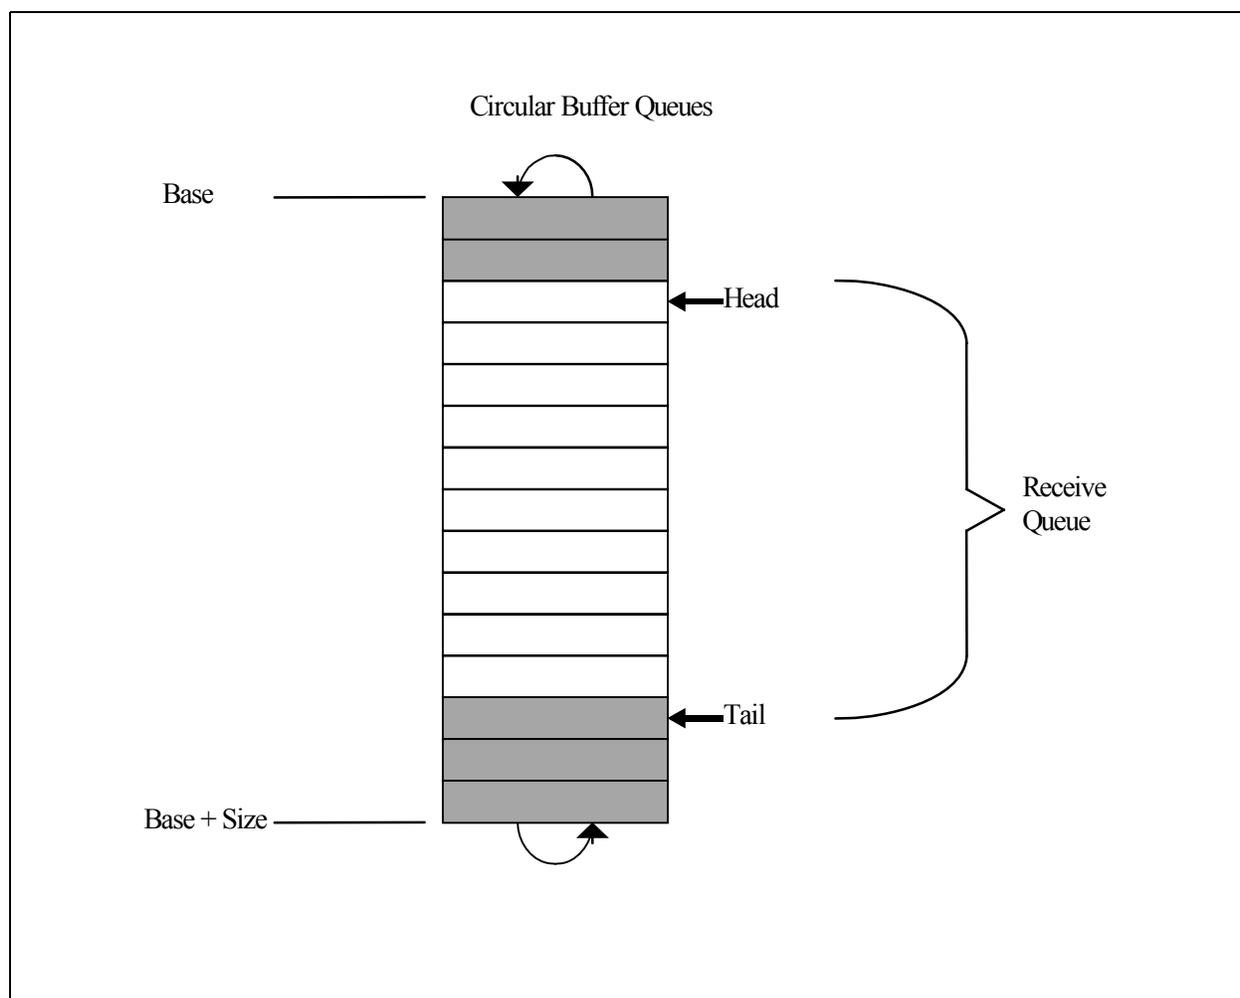 Circular Buffer Queues
Base
Head
Receive
Queue
Tail
Base + Size